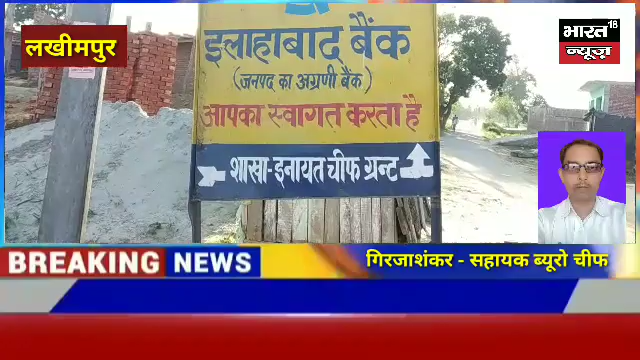 लखीमपुर
भारत 18
न्यूज़
इलाहाबाद बैंक
(जनपद का अग्रणी बैंक)
आपका स्वागत करता है
शाखा-इनायत चीफ ग्रन्ट
BREAKING NEWS
गिरजाशंकर - सहायक ब्यूरो चीफ